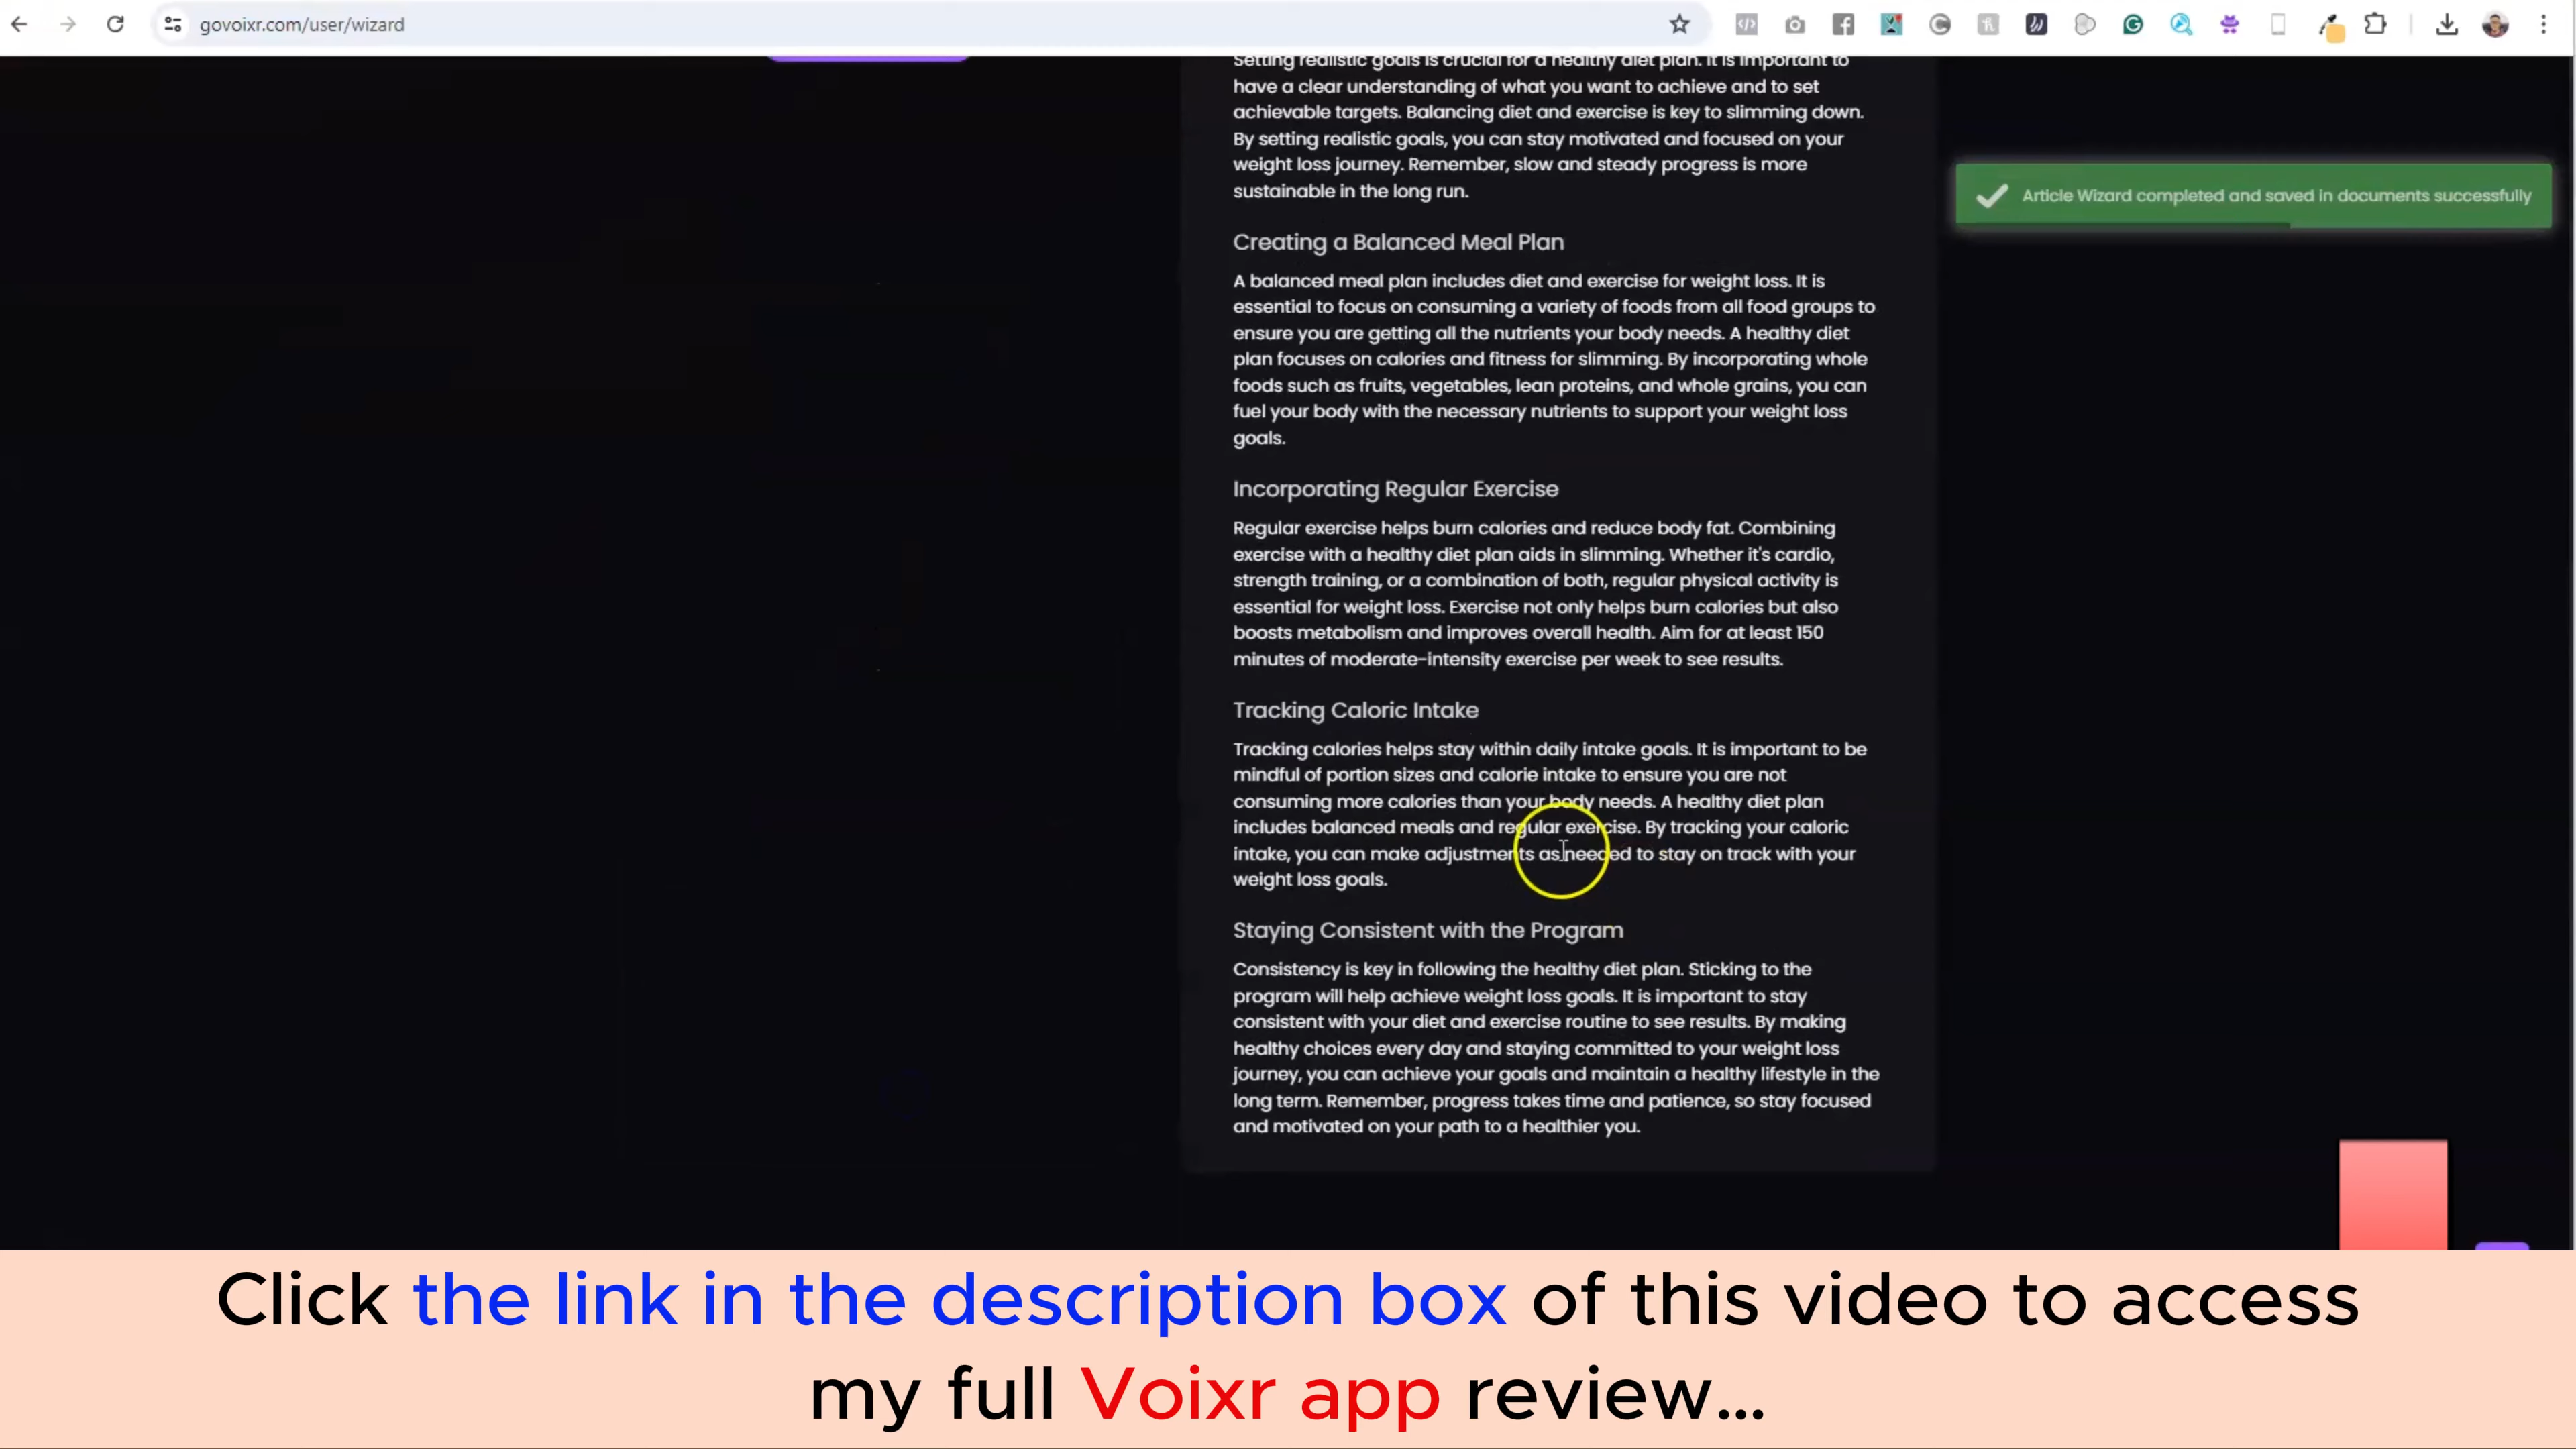 govoixr.com/user/wizard
Setting realistic goals is crucial for a healthy diet plan. It is important to
have a clear understanding of what you want to achieve and to set
achievable targets. Balancing diet and exercise is key to slimming down.
By setting realistic goals, you can stay motivated and focused on your
weight loss journey. Remember, slow and steady progress is more
sustainable in the long run.
Article Wizard completed and saved in documents successfully
Creating a Balanced Meal Plan
A balanced meal plan includes diet and exercise for weight loss. It is
essential to focus on consuming a variety of foods from all food groups to
ensure you are getting all the nutrients your body needs. A healthy diet
plan focuses on calories and fitness for slimming. By incorporating whole
foods such as fruits, vegetables, lean proteins, and whole grains, you can
fuel your body with the necessary nutrients to support your weight loss
goals.
Incorporating Regular Exercise
Regular exercise helps burn calories and reduce body fat. Combining
exercise with a healthy diet plan aids in slimming. Whether it's cardio,
strength training, or a combination of both, regular physical activity is
essential for weight loss. Exercise not only helps burn calories but also
boosts metabolism and improves overall health. Aim for at least 150
minutes of moderate-intensity exercise per week to see results.
Tracking Caloric Intake
Tracking calories helps stay within daily intake goals. It is important to be
mindful of portion sizes and calorie intake to ensure you are not
consuming more calories than your body needs. A healthy diet plan
includes balanced meals and regular exercise. By tracking your caloric
intake, you can make adjustments as needed to stay on track with your
weight loss goals.
Staying Consistent with the Program
Consistency is key in following the healthy diet plan. Sticking to the
program will help achieve weight loss goals. It is important to stay
consistent with your diet and exercise routine to see results. By making
healthy choices every day and staying committed to your weight loss
journey, you can achieve your goals and maintain a healthy lifestyle in the
long term. Remember, progress takes time and patience, so stay focused
and motivated on your path to a healthier you.
Click the link in the description box of this video to access
my full Voixr app review...